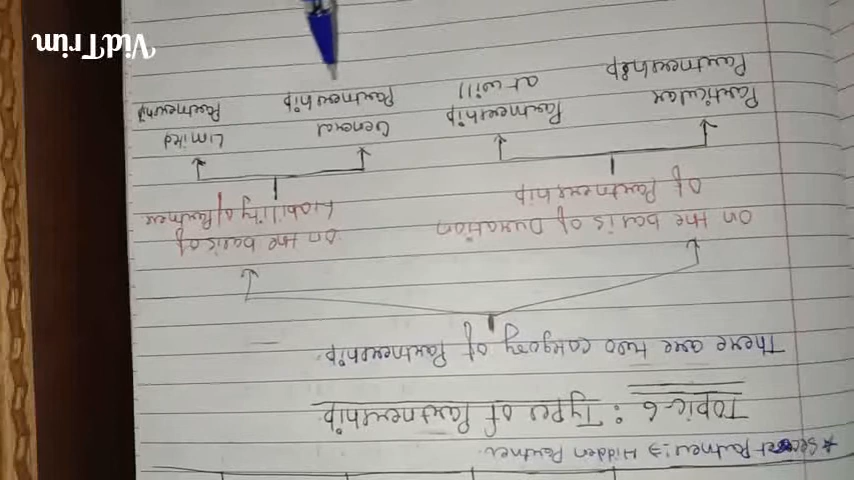 * Secret Partner => Hidden Partner.
Topic-6 : Types of Partnership
There are two category of Partnership.
On the basis of Duration of Partnership
On the basis of Liability of Partner
Particular Partnership
Partnership at will
General Partnership
Limited Partnership
VidTrim